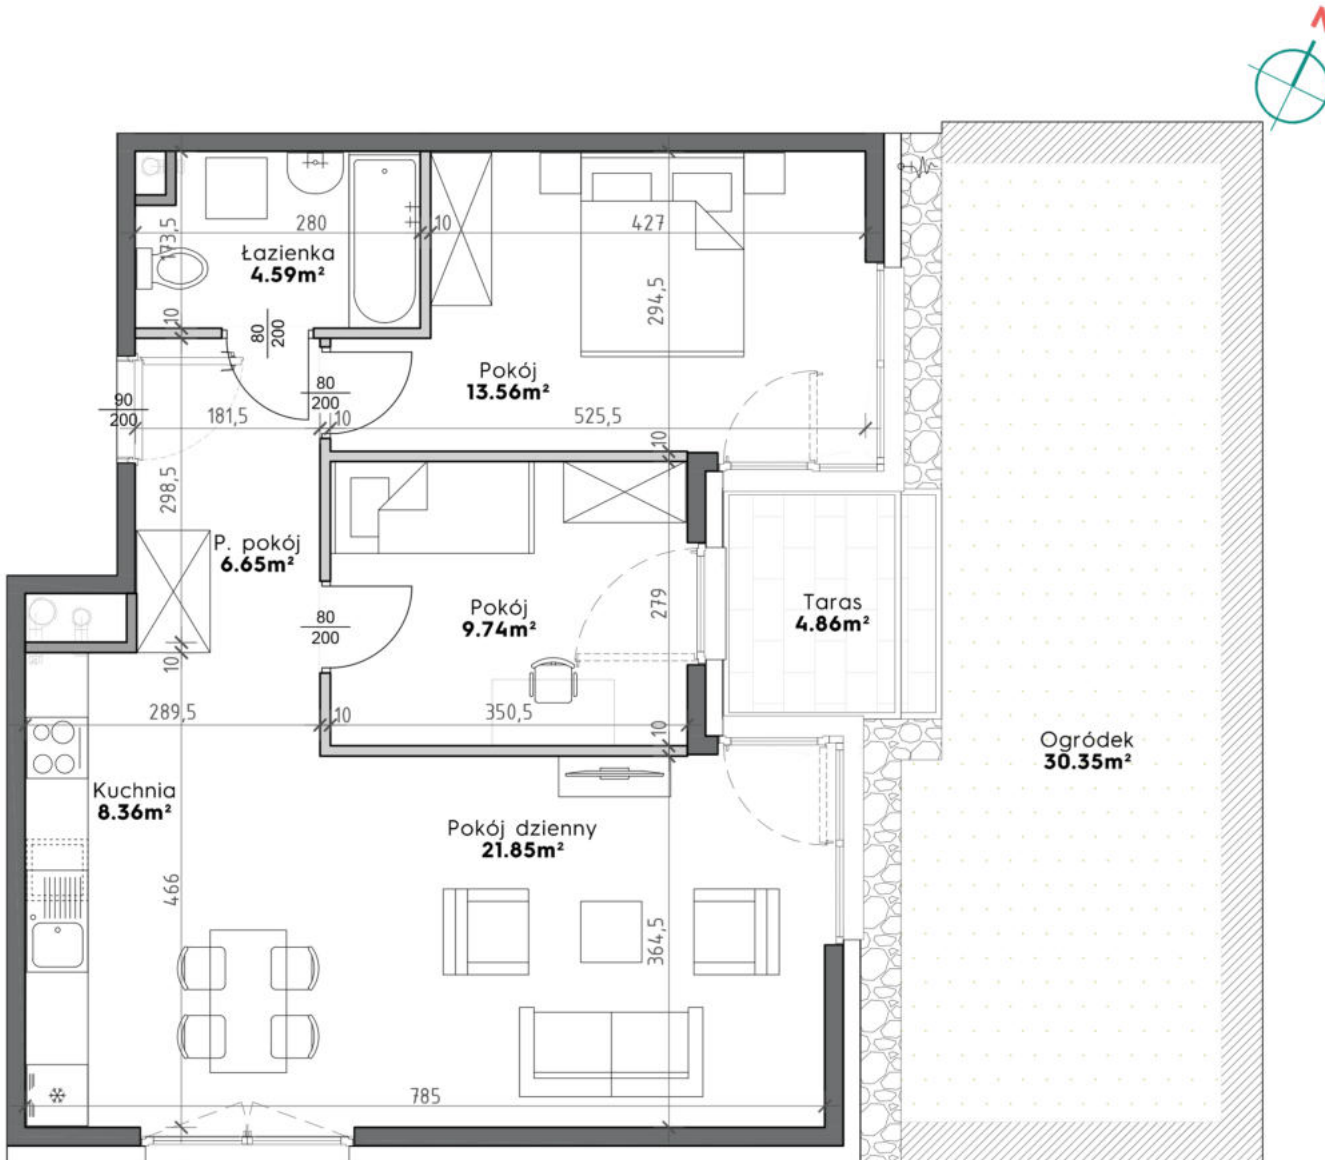 N
173,5
280
10
427
Łazienka
4.59m²
294,5
10
80
200
Pokój
13.56m²
80
200
90
200
181,5
10
525,5
10
298,5
P. pokój
6.65m²
Pokój
9.74m²
279
Taras
4.86m²
80
200
10
289,5
10
350,5
10
Ogródek
30.35m²
Kuchnia
8.36m²
Pokój dzienny
21.85m²
466
364,5
785